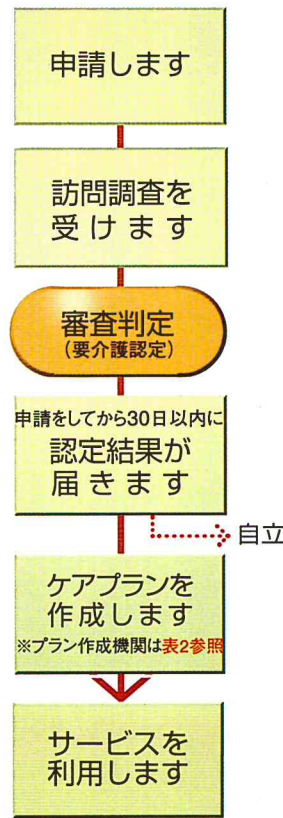 申請します
訪問調査を
受けます
審査判定
(要介護認定)
申請をしてから30日以内に
認定結果が
届きます
自立
ケアプランを
作成します
※プラン作成機関は表2参照
サービスを
利用します